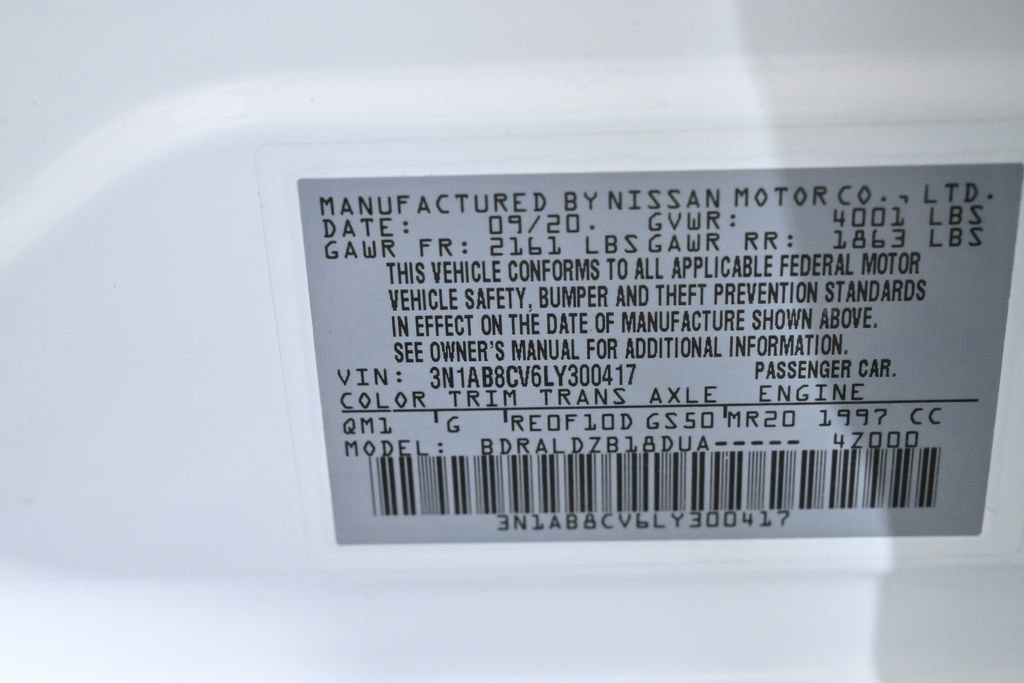 MANUFACTURED BY NISSAN MOTOR CO., LTD.
DATE: 09/20. GVWR: 4001 LBS
GAWR FR: 2161 LBS GAWR RR: 1863 LBS
THIS VEHICLE CONFORMS TO ALL APPLICABLE FEDERAL MOTOR
VEHICLE SAFETY, BUMPER AND THEFT PREVENTION STANDARDS
IN EFFECT ON THE DATE OF MANUFACTURE SHOWN ABOVE.
SEE OWNER'S MANUAL FOR ADDITIONAL INFORMATION.
VIN: 3N1AB8CV6LY300417 PASSENGER CAR.
COLOR TRIM TRANS AXLE ENGINE
QM1 G RE0F10D GS50 MR20 1997 CC
MODEL: BDRALDZB18DUA----- 4Z000
3N1AB8CV6LY300417